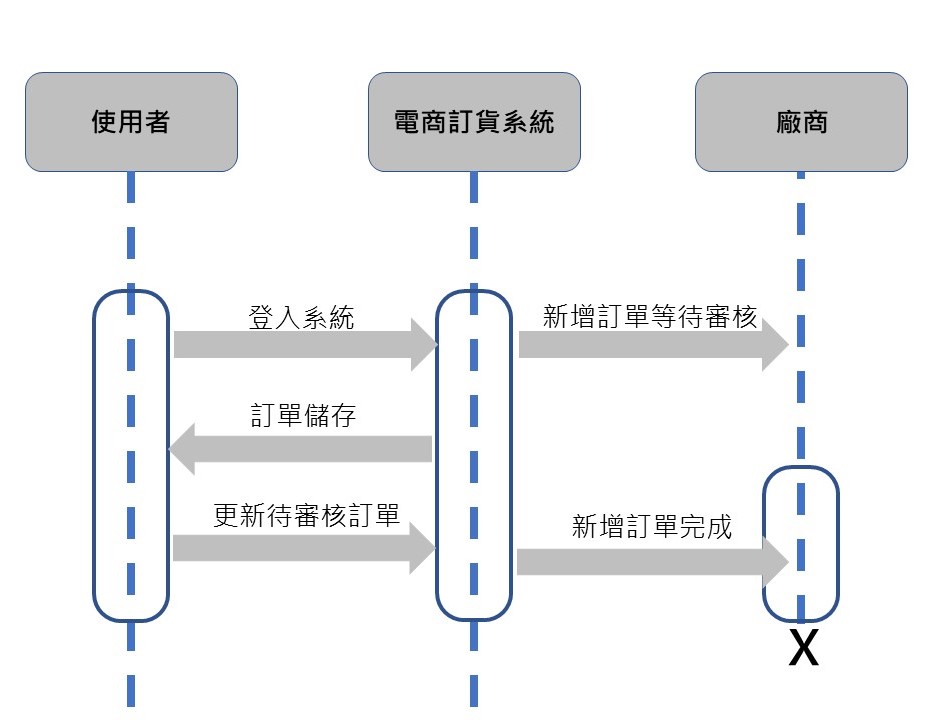 使用者
電商訂貨系統
廠商
登入系統
新增訂單等待審核
訂單儲存
更新待審核訂單
新增訂單完成
X